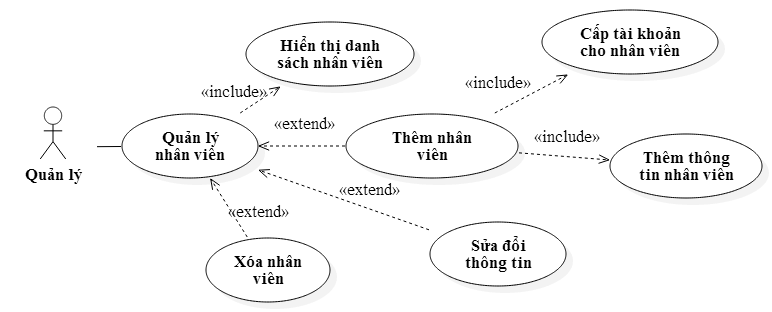 Hiển thị danh
sách nhân viên
Cấp tài khoản
cho nhân viên
«include»
«include»
«extend»
Quản lý
nhân viên
Thêm nhân
viên
«include»
Thêm thông
tin nhân viên
Quản lý
«extend»
«extend»
Sửa đổi
thông tin
Xóa nhân
viên